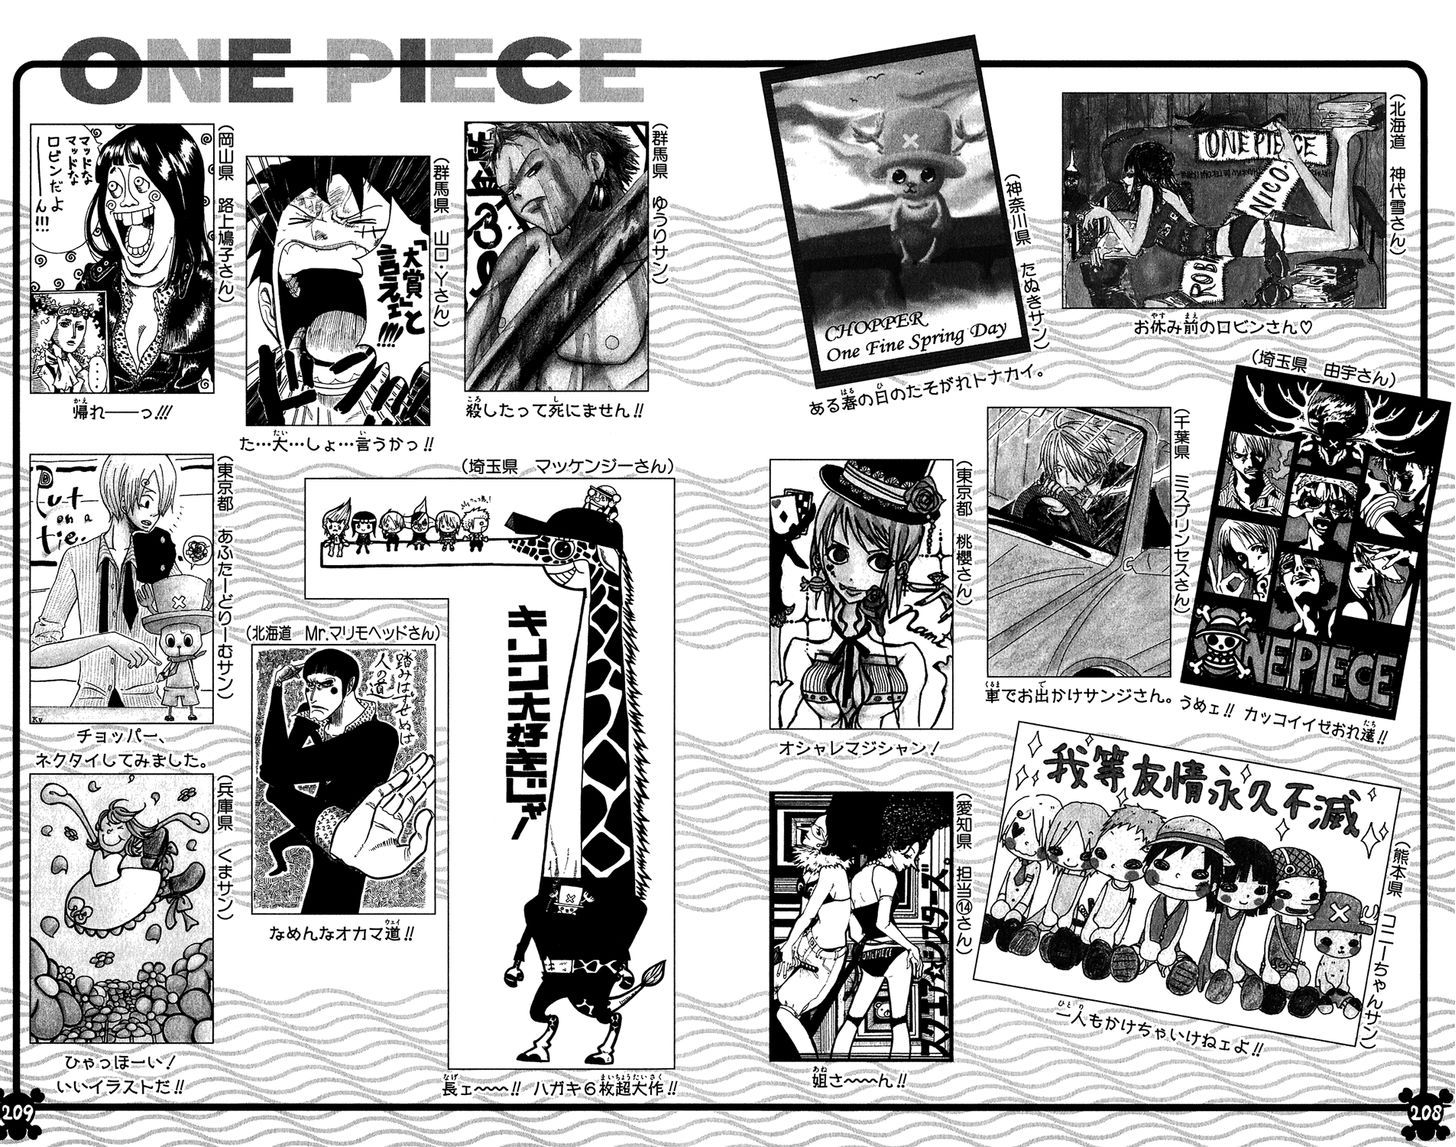 ONE PIECE
(北海道　神代雪さん)
ONE PIECE
NICO
ROB
お休み前のロビンさん♡
(神奈川県　たぬきサン)
CHOPPER
One Fine Spring Day
ある春の日のたそがれトナカイ。
(埼玉県　由宇さん)
ONE PIECE
うめェ!! カッコイイぜおれ達!!
(千葉県　ミスプリンセスさん)
車でお出かけサンジさん。
(東京都　桃櫻さん)
Nami
オシャレマジシャン!
我等友情永久不滅
(熊本県　コニーちゃんサン)
一人もかけちゃいけねェよ!!
(愛知県　担当⑭さん)
スウェナ☆シスターズ。
姐さ〜〜〜ん!!
208
(群馬県　ゆうりサン)
殺したって死にません!!
(群馬県　山口・Yさん)
「大賞」と
言えェ!!!!
た…大…しょ…言うかっ!!
(岡山県　路上鳩子さん)
マッドな
マッドな
ロビンだよ
ーーん!!!
帰れ――っ!!!
(埼玉県　マッケンジーさん)
キリン大好きじゃ!
長ェ〜〜〜!! ハガキ6枚超大作!!
(東京都　あふたーどりーむサン)
Put
on a
tie.
チョッパー、
ネクタイしてみました。
(北海道　Mr.マリモヘッドさん)
踏みはずせぬは
人の道
なめんなオカマ道!!
(兵庫県　くまサン)
ひゃっほーい!
いいイラストだ!!
209